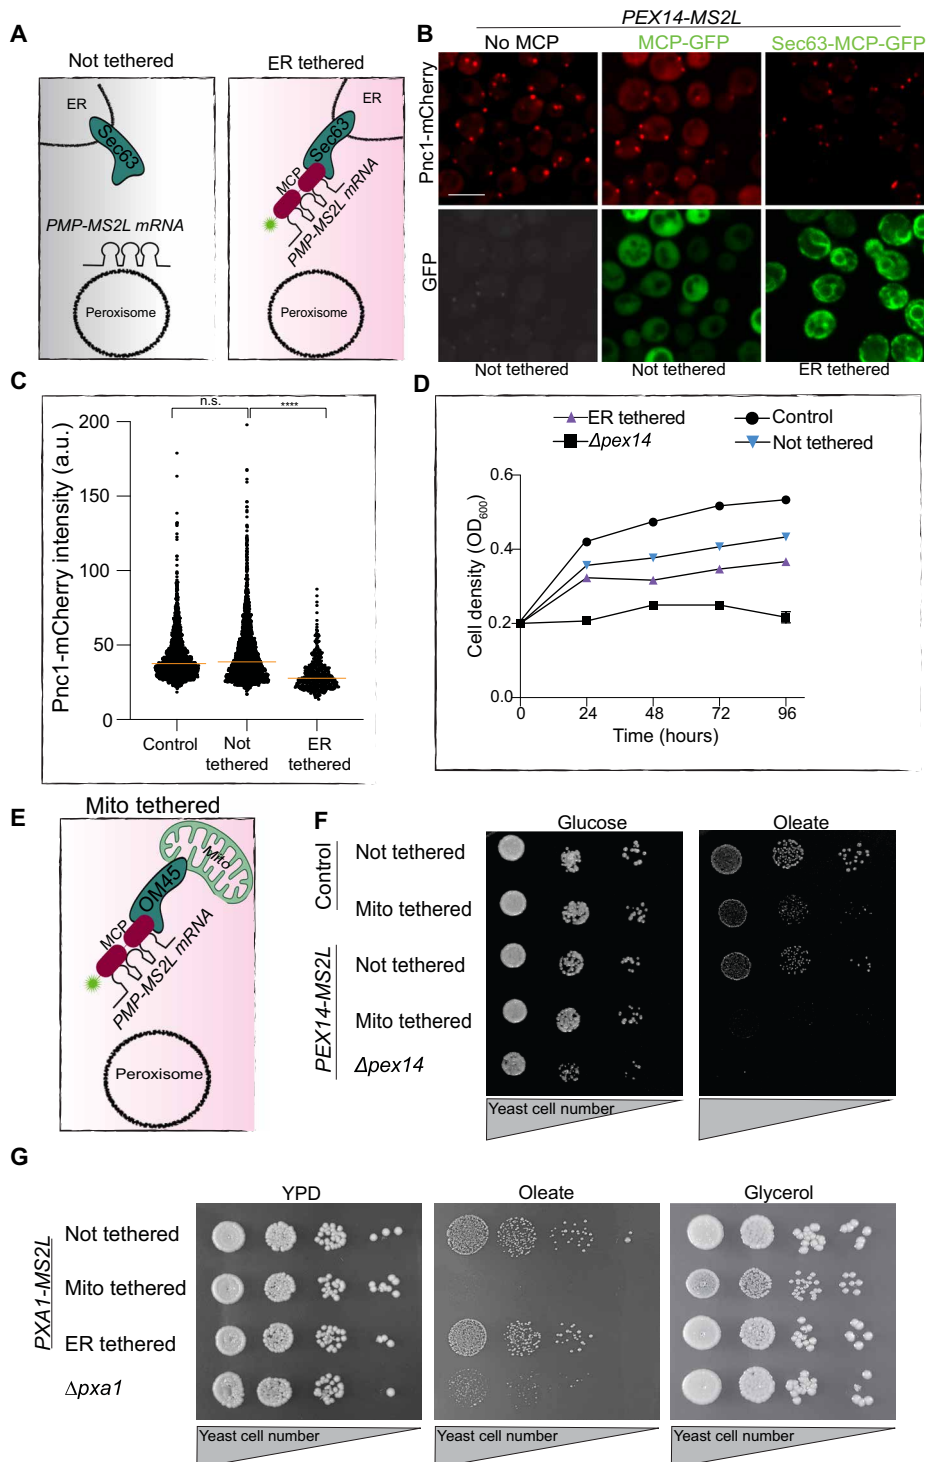 A
Not tethered
ER
Sec63
PMP-MS2L mRNA
Peroxisome
ER tethered
ER
Sec63
MCP
PMP-MS2L mRNA
Peroxisome
B
PEX14-MS2L
No MCP
MCP-GFP
Sec63-MCP-GFP
Pnc1-mCherry
GFP
Not tethered
Not tethered
ER tethered
C
n.s.
****
Pnc1-mCherry intensity (a.u.)
200
150
100
50
0
Control
Not tethered
ER tethered
D
ER tethered
Control
Δpex14
Not tethered
Cell density (OD600)
0.6
0.4
0.2
0.0
0
24
48
72
96
Time (hours)
E
Mito tethered
Mito
OM45
MCP
PMP-MS2L mRNA
Peroxisome
F
Glucose
Oleate
Control
Not tethered
Mito tethered
PEX14-MS2L
Not tethered
Mito tethered
Δpex14
Yeast cell number
G
YPD
Oleate
Glycerol
PXA1-MS2L
Not tethered
Mito tethered
ER tethered
Δpxa1
Yeast cell number
Yeast cell number
Yeast cell number